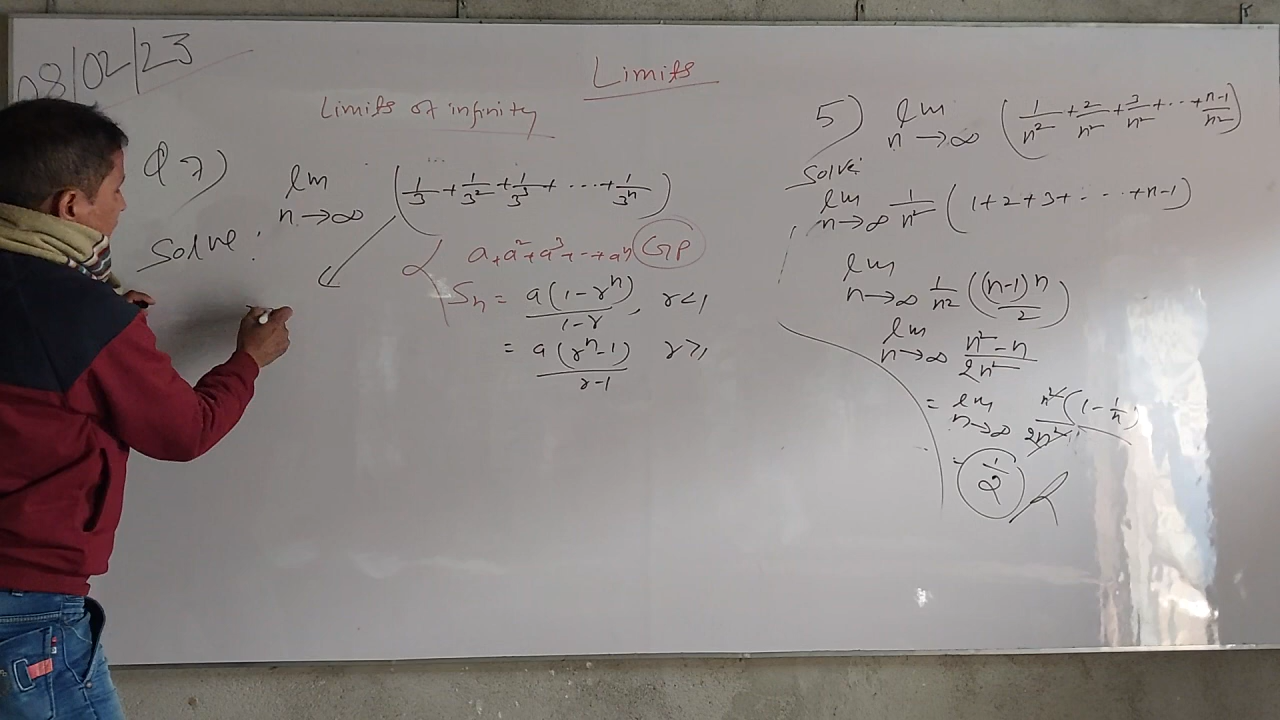 08/02/23
Limits
Limits of infinity
Q 7) lim n→∞ (1/3 + 1/3² + 1/3³ + ... + 1/3ⁿ)
Solve:
a+a²+a³+...+aⁿ GP
Sₙ = a(1-rⁿ)/1-r, r<1
= a(rⁿ-1)/r-1 r>1
5) lim n→∞ (1/n² + 2/n² + 3/n² + ... + n-1/n²)
Solve:
lim n→∞ 1/n² (1+2+3+...+n-1)
lim n→∞ 1/n² ((n-1)n/2)
lim n→∞ n²-n/2n²
= lim n→∞ n²(1-1/n)/2n²
= 1/2